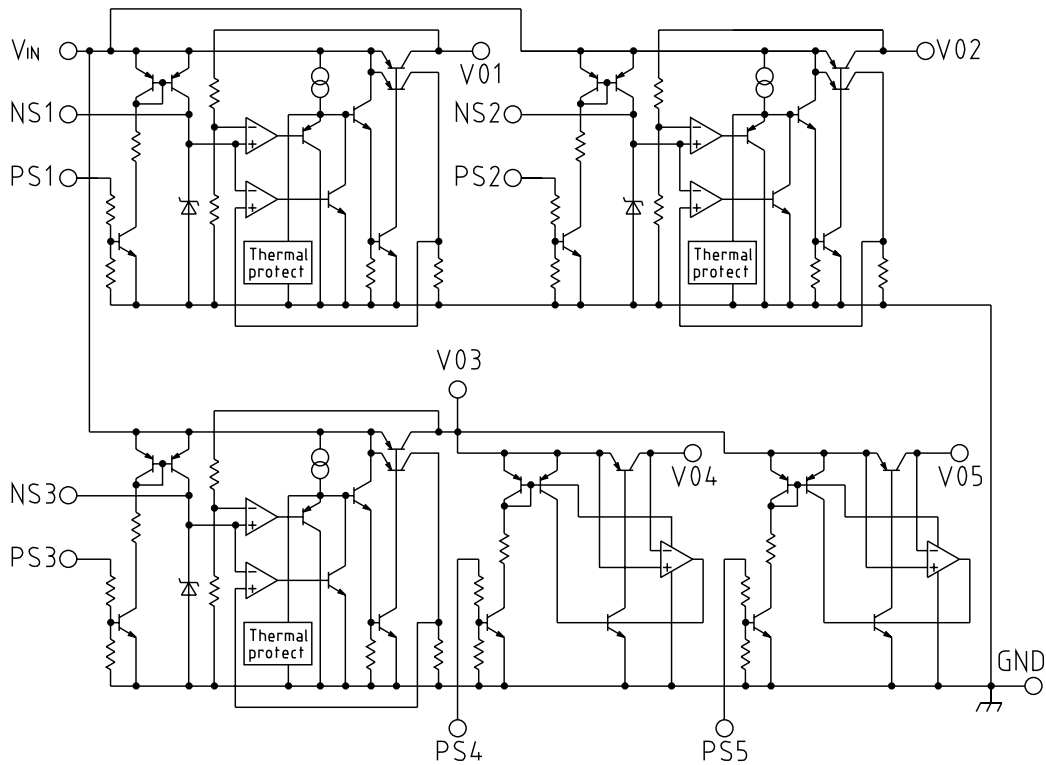 VIN
V01
V02
NS1
NS2
PS1
PS2
Thermal
protect
Thermal
protect
V03
V04
V05
NS3
PS3
Thermal
protect
GND
PS4
PS5